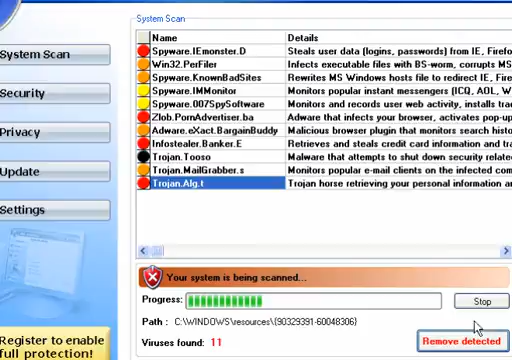 System Scan
Security
Privacy
Update
Settings
Register to enable
full protection!
System Scan
Name Details
Spyware.IEmonster.D Steals user data (logins, passwords) from IE, Firefo
Win32.PerFiler Infects executable files with BS-worm, corrupts MS
Spyware.KnownBadSites Rewrites MS Windows hosts file to redirect IE, Fire
Spyware.IMMonitor Monitors popular instant messengers (ICQ, AOL, W
Spyware.007SpySoftware Monitors and records user web activity, installs tra
Zlob.PornAdvertiser.ba Adware that infects your browser, activates pop-up
Adware.eXact.BargainBuddy Malicious browser plugin that monitors search histo
Infostealer.Banker.E Retrieves and steals credit card information and tra
Trojan.Tooso Malware that attempts to shut down security relate
Trojan.MailGrabber.s Monitors popular e-mail clients on the infected com
Trojan.Alg.t Trojan horse retrieving your personal information a
Your system is being scanned...
Progress: Stop
Path : C:\WINDOWS\resources\{90329391-60048306}
Viruses found: 11 Remove detected